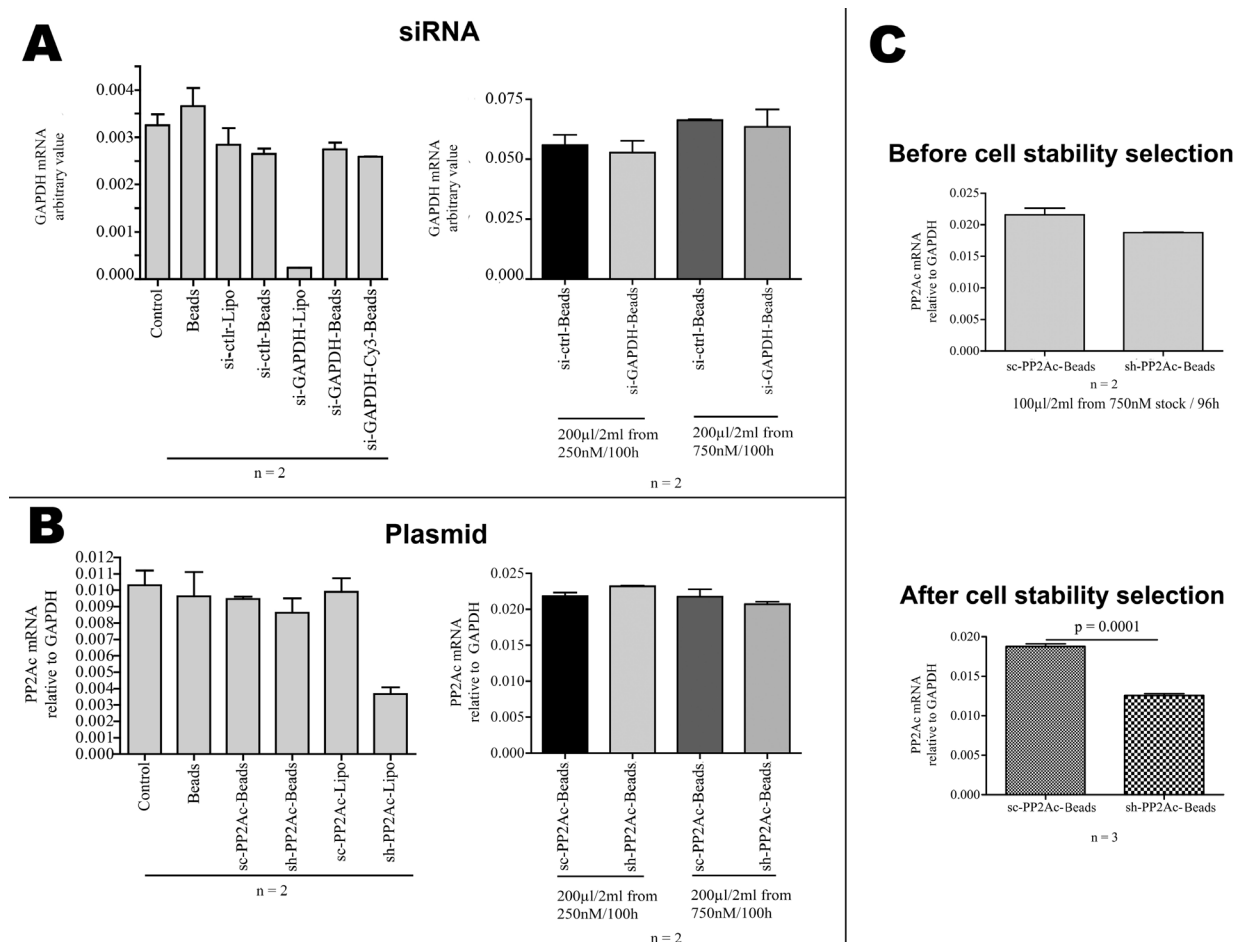 A
siRNA
GAPDH mRNA
arbitrary value
0.004
0.003
0.002
0.001
0.000
Control
Beads
si-ctlr-Lipo
si-ctlr-Beads
si-GAPDH-Lipo
si-GAPDH-Beads
si-GAPDH-Cy3-Beads
n = 2
GAPDH mRNA
arbitrary value
0.075
0.050
0.025
0.000
si-ctrl-Beads
si-GAPDH-Beads
si-ctrl-Beads
si-GAPDH-Beads
200µl/2ml from
250nM/100h
200µl/2ml from
750nM/100h
n = 2
B
Plasmid
PP2Ac mRNA
relative to GAPDH
0.012
0.011
0.010
0.009
0.008
0.007
0.006
0.005
0.004
0.003
0.002
0.001
0.000
Control
Beads
sc-PP2Ac-Beads
sh-PP2Ac-Beads
sc-PP2Ac-Lipo
sh-PP2Ac-Lipo
n = 2
PP2Ac mRNA
relative to GAPDH
0.025
0.020
0.015
0.010
0.005
0.000
sc-PP2Ac-Beads
sh-PP2Ac-Beads
sc-PP2Ac-Beads
sh-PP2Ac-Beads
200µl/2ml from
250nM/100h
200µl/2ml from
750nM/100h
n = 2
C
Before cell stability selection
PP2Ac mRNA
relative to GAPDH
0.025
0.020
0.015
0.010
0.005
0.000
sc-PP2Ac-Beads
sh-PP2Ac-Beads
n = 2
100µl/2ml from 750nM stock / 96h
After cell stability selection
p = 0.0001
PP2Ac mRNA
relative to GAPDH
0.020
0.015
0.010
0.005
0.000
sc-PP2Ac-Beads
sh-PP2Ac-Beads
n = 3